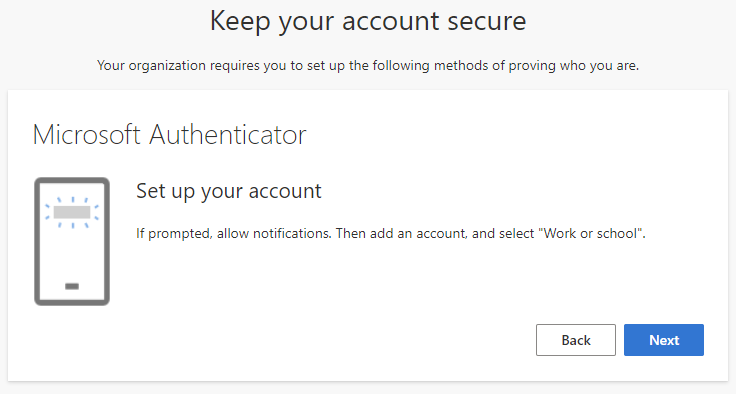 Keep your account secure
Your organization requires you to set up the following methods of proving who you are.
Microsoft Authenticator
Set up your account
If prompted, allow notifications. Then add an account, and select "Work or school".
Back
Next